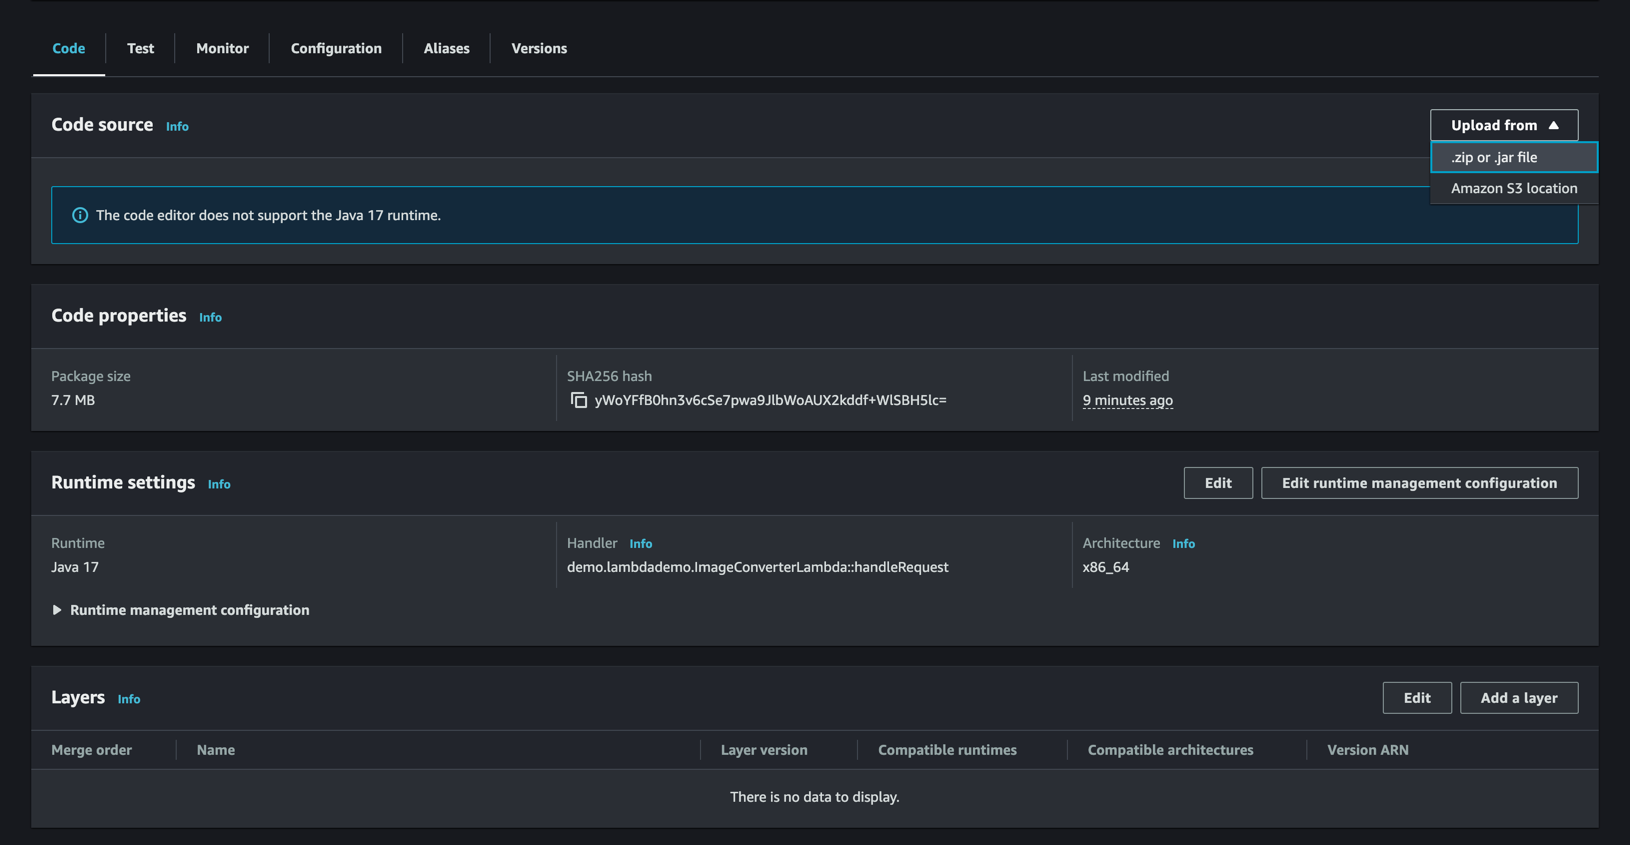 Code Test Monitor Configuration Aliases Versions
Code source Info Upload from
.zip or .jar file
Amazon S3 location
The code editor does not support the Java 17 runtime.
Code properties Info
Package size SHA256 hash Last modified
7.7 MB yWoYFfB0hn3v6cSe7pwa9JlbWoAUX2kddf+WlSBH5lc= 9 minutes ago
Runtime settings Info Edit Edit runtime management configuration
Runtime Handler Info Architecture Info
Java 17 demo.lambdademo.ImageConverterLambda::handleRequest x86_64
Runtime management configuration
Layers Info Edit Add a layer
Merge order Name Layer version Compatible runtimes Compatible architectures Version ARN
There is no data to display.